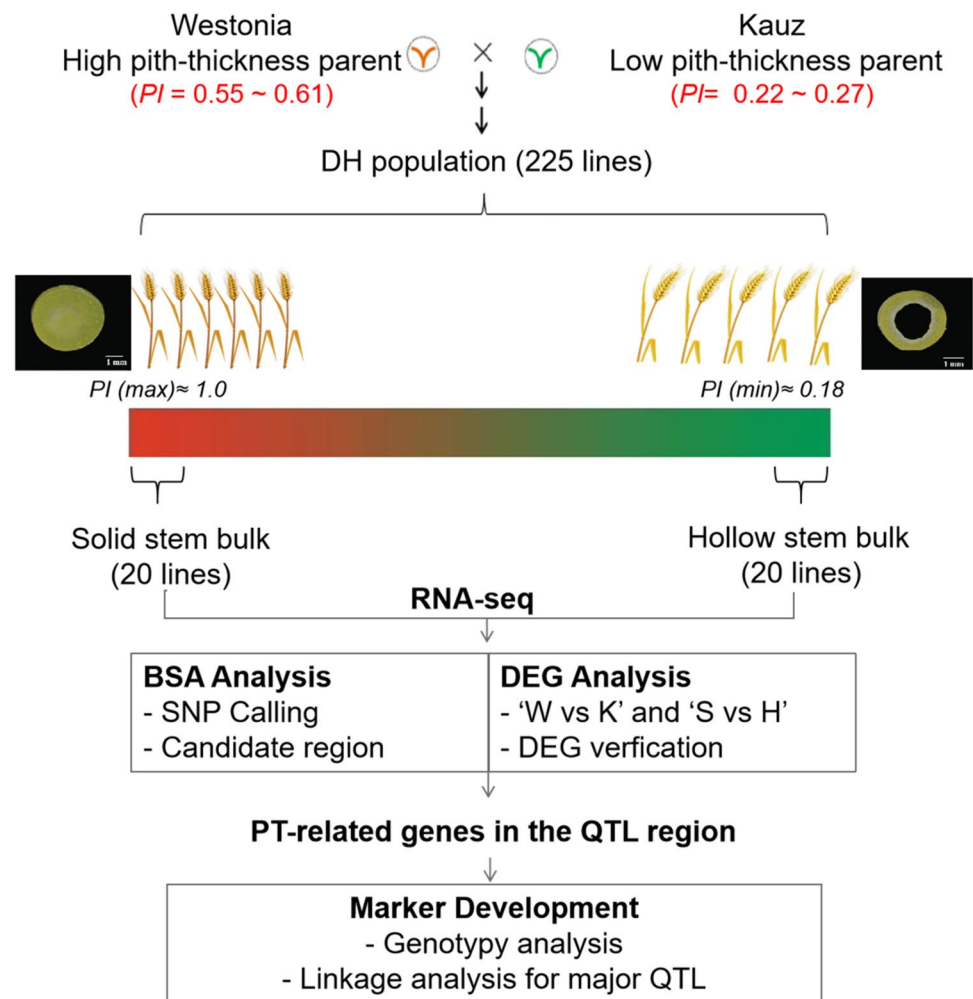 Westonia
High pith-thickness parent
(PI = 0.55 ~ 0.61)
×
Kauz
Low pith-thickness parent
(PI= 0.22 ~ 0.27)
DH population (225 lines)
1 mm
1 mm
PI (max)≈ 1.0
PI (min)≈ 0.18
Solid stem bulk
(20 lines)
Hollow stem bulk
(20 lines)
RNA-seq
BSA Analysis
- SNP Calling
- Candidate region
DEG Analysis
- ‘W vs K’ and ‘S vs H’
- DEG verfication
PT-related genes in the QTL region
Marker Development
- Genotypy analysis
- Linkage analysis for major QTL